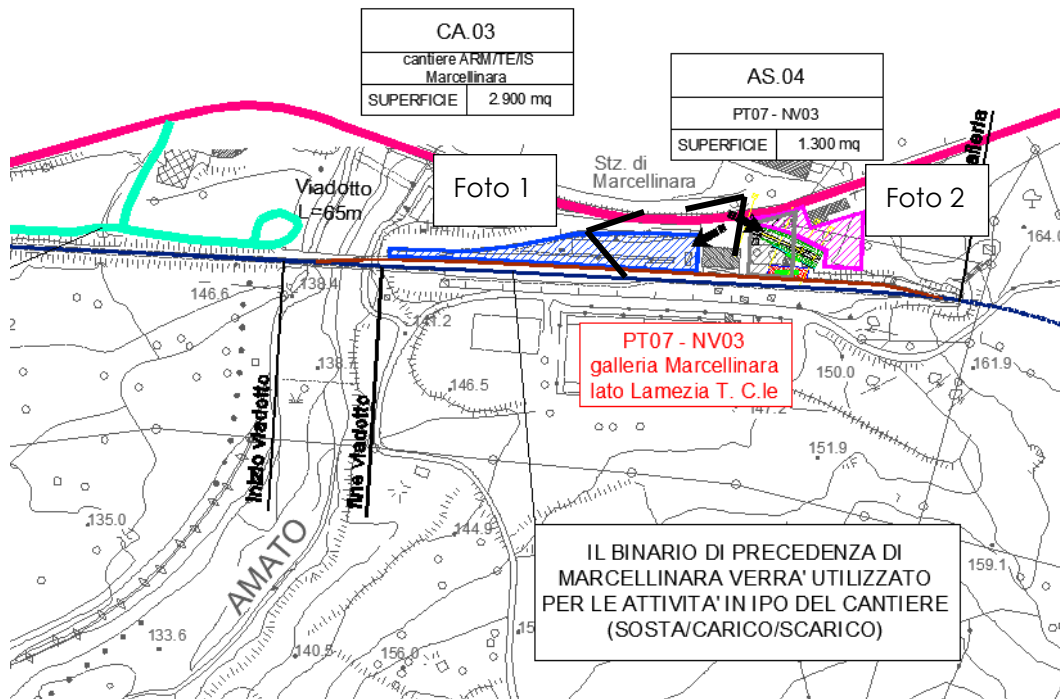 CA.03
cantiere ARM/TE/IS
Marcellinara
SUPERFICIE 2.900 mq
AS.04
PT07 - NV03
SUPERFICIE 1.300 mq
alleria
Stz. di
Marcellinara
Foto 1
Foto 2
Viadotto
L=65m
164.0
146.6
138.4
141.2
138.7
146.5
PT07 - NV03
galleria Marcellinara
lato Lamezia T. C.le
150.0
161.9
147.2
151.9
inizio viadotto
fine viadotto
135.0
144.9
AMATO
IL BINARIO DI PRECEDENZA DI
MARCELLINARA VERRA' UTILIZZATO
PER LE ATTIVITA' IN IPO DEL CANTIERE
(SOSTA/CARICO/SCARICO)
159.1
133.6
140.5
156.0